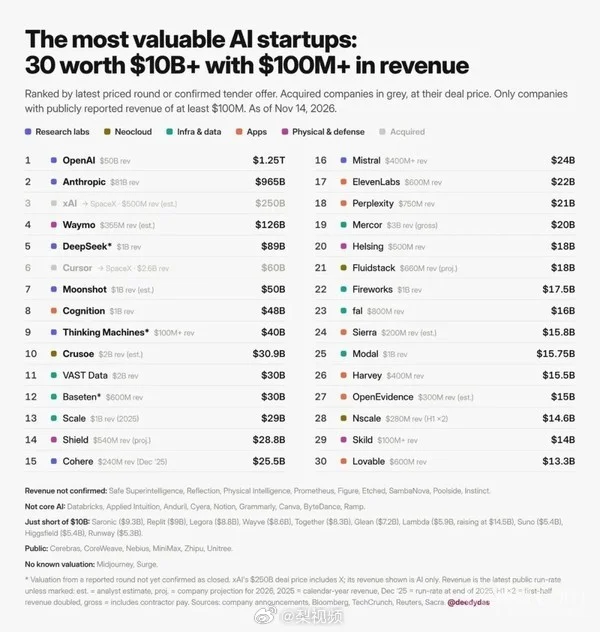 The most valuable AI startups:
30 worth $10B+ with $100M+ in revenue
Ranked by latest priced round or confirmed tender offer. Acquired companies in grey, at their deal price. Only companies
with publicly reported revenue of at least $100M. As of Nov 14, 2026.
Research labs Neocloud Infra & data Apps Physical & defense Acquired
1 OpenAI $50B rev $1.25T
2 Anthropic $81B rev $965B
3 xAI → SpaceX · $500M rev (est.) $250B
4 Waymo $355M rev (est.) $126B
5 DeepSeek* $1B rev $89B
6 Cursor → SpaceX · $2.6B rev $60B
7 Moonshot $1B rev (est.) $50B
8 Cognition $1B rev $48B
9 Thinking Machines* $100M+ rev $40B
10 Crusoe $2B rev (est.) $30.9B
11 VAST Data $2B rev $30B
12 Baseten* $600M rev $30B
13 Scale $1B rev (2025) $29B
14 Shield $540M rev (proj.) $28.8B
15 Cohere $240M rev (Dec '25) $25.5B
16 Mistral $400M+ rev $24B
17 ElevenLabs $600M rev $22B
18 Perplexity $750M rev $21B
19 Mercor $3B rev (gross) $20B
20 Helsing $500M rev $18B
21 Fluidstack $660M rev (proj.) $18B
22 Fireworks $1B rev $17.5B
23 fal $800M rev $16B
24 Sierra $200M rev (est.) $15.8B
25 Modal $1B rev $15.75B
26 Harvey $400M rev $15.5B
27 OpenEvidence $300M rev (est.) $15B
28 Nscale $280M rev (H1 ×2) $14.6B
29 Skild $100M+ rev $14B
30 Lovable $600M rev $13.3B
Revenue not confirmed: Safe Superintelligence, Reflection, Physical Intelligence, Prometheus, Figure, Etched, SambaNova, Poolside, Instinct.
Not core AI: Databricks, Applied Intuition, Anduril, Cyera, Notion, Grammarly, Canva, ByteDance, Ramp.
Just short of $10B: Saronic ($9.3B), Replit ($9B), Legora ($8.8B), Wayve ($8.6B), Together ($8.3B), Glean ($7.2B), Lambda ($5.9B, raising at $14.5B), Suno ($5.4B),
Higgsfield ($5.4B), Runway ($5.3B).
Public: Cerebras, CoreWeave, Nebius, MiniMax, Zhipu, Unitree.
No known valuation: Midjourney, Surge.
* Valuation from a reported round not yet confirmed as closed. xAI's $250B deal price includes X; its revenue shown is AI only. Revenue is the latest public run-rate
unless marked: est. = analyst estimate, proj. = company projection for 2026, 2025 = calendar-year revenue, Dec '25 = run-rate at end of 2025, H1 ×2 = first-half
revenue doubled, gross = includes contractor pay. Sources: company announcements, Bloomberg, TechCrunch, Reuters, Sacra. @deedydas
@梨视频